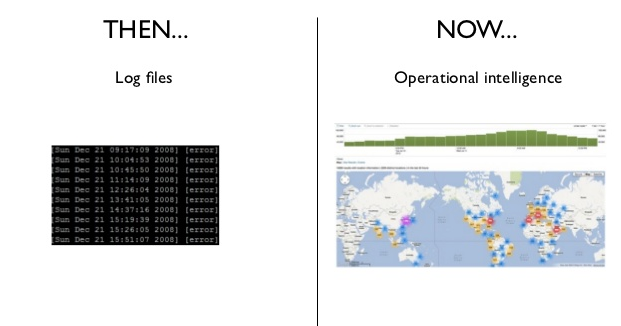 THEN...
Log files
[Sun Dec 21 09:17:09 2008] [error]
[Sun Dec 21 10:04:53 2008] [error]
[Sun Dec 21 10:45:50 2008] [error]
[Sun Dec 21 11:14:09 2008] [error]
[Sun Dec 21 12:26:04 2008] [error]
[Sun Dec 21 13:41:05 2008] [error]
[Sun Dec 21 14:37:16 2008] [error]
[Sun Dec 21 15:19:39 2008] [error]
[Sun Dec 21 15:26:05 2008] [error]
[Sun Dec 21 15:51:07 2008] [error]
NOW...
Operational intelligence